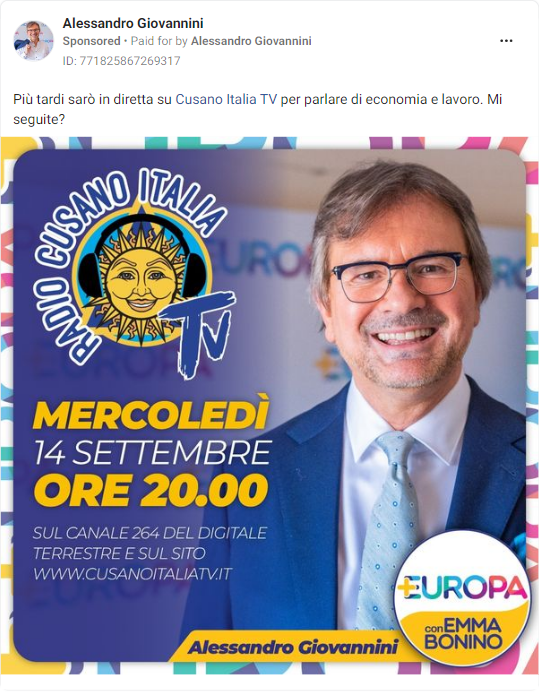 Alessandro Giovannini
Sponsored • Paid for by Alessandro Giovannini
ID: 771825867269317
Più tardi sarò in diretta su Cusano Italia TV per parlare di economia e lavoro. Mi
seguite?
RADIO CUSANO ITALIA
TV
EUROPA
+EUROPA
MERCOLEDÌ
14 SETTEMBRE
ORE 20.00
SUL CANALE 264 DEL DIGITALE
TERRESTRE E SUL SITO
WWW.CUSANOITALIATV.IT
Alessandro Giovannini
+EUROPA
con EMMA
BONINO